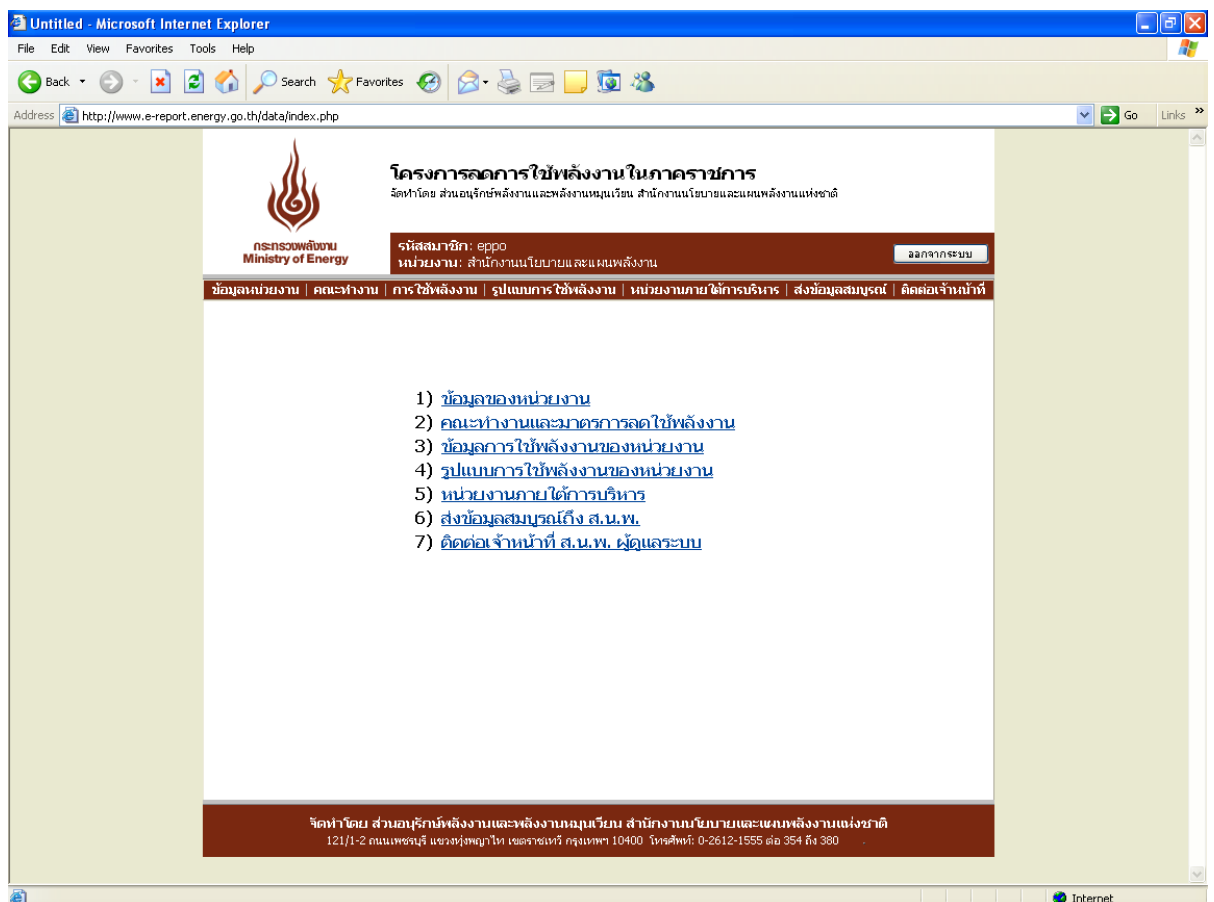 Untitled - Microsoft Internet Explorer
File Edit View Favorites Tools Help
Back Search Favorites
Address http://www.e-report.energy.go.th/data/index.php Go Links »
โครงการลดการใช้พลังงานในภาคราชการ
จัดทำโดย ส่วนอนุรักษ์พลังงานและพลังงานหมุนเวียน สำนักงานนโยบายและแผนพลังงานแห่งชาติ
กระทรวงพลังงาน
Ministry of Energy
รหัสสมาชิก: eppo
หน่วยงาน: สำนักงานนโยบายและแผนพลังงาน
ออกจากระบบ
ข้อมูลหน่วยงาน | คณะทำงาน | การใช้พลังงาน | รูปแบบการใช้พลังงาน | หน่วยงานภายใต้การบริหาร | ส่งข้อมูลสมบูรณ์ | ติดต่อเจ้าหน้าที่
1) ข้อมูลของหน่วยงาน
2) คณะทำงานและมาตรการลดใช้พลังงาน
3) ข้อมูลการใช้พลังงานของหน่วยงาน
4) รูปแบบการใช้พลังงานของหน่วยงาน
5) หน่วยงานภายใต้การบริหาร
6) ส่งข้อมูลสมบูรณ์ถึง ส.น.พ.
7) ติดต่อเจ้าหน้าที่ ส.น.พ. ผู้ดูแลระบบ
จัดทำโดย ส่วนอนุรักษ์พลังงานและพลังงานหมุนเวียน สำนักงานนโยบายและแผนพลังงานแห่งชาติ
121/1-2 ถนนเพชรบุรี แขวงทุ่งพญาไท เขตราชเทวี กรุงเทพฯ 10400 โทรศัพท์: 0-2612-1555 ต่อ 354 ถึง 380
Internet